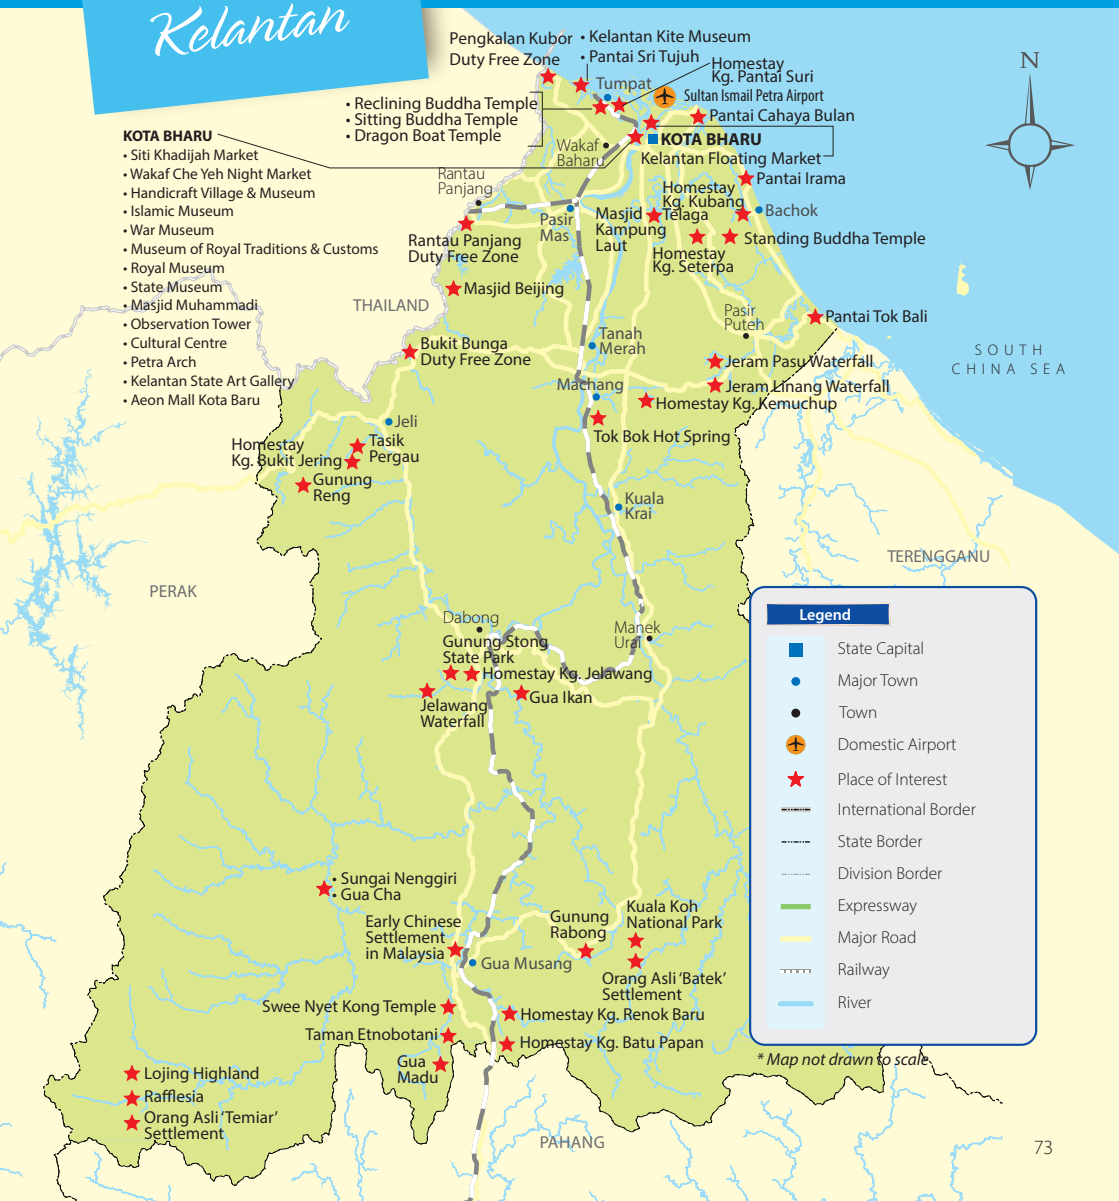 Kelantan
Pengkalan Kubor
Duty Free Zone
• Kelantan Kite Museum
• Pantai Sri Tujuh
Homestay
Kg. Pantai Suri
Tumpat
Sultan Ismail Petra Airport
N
• Reclining Buddha Temple
• Sitting Buddha Temple
• Dragon Boat Temple
Pantai Cahaya Bulan
KOTA BHARU
• Siti Khadijah Market
• Wakaf Che Yeh Night Market
• Handicraft Village & Museum
• Islamic Museum
• War Museum
• Museum of Royal Traditions & Customs
• Royal Museum
• State Museum
• Masjid Muhammadi
• Observation Tower
• Cultural Centre
• Petra Arch
• Kelantan State Art Gallery
• Aeon Mall Kota Baru
KOTA BHARU
Wakaf
Baharu
Kelantan Floating Market
Rantau
Panjang
Pantai Irama
Homestay
Kg. Kubang
Telaga
Bachok
Pasir
Mas
Masjid
Kampung
Laut
Rantau Panjang
Duty Free Zone
Standing Buddha Temple
Homestay
Kg. Seterpa
Masjid Beijing
THAILAND
Pasir
Puteh
Pantai Tok Bali
Bukit Bunga
Duty Free Zone
Tanah
Merah
SOUTH
CHINA SEA
Jeram Pasu Waterfall
Machang
Jeram Linang Waterfall
Homestay Kg. Kemuchup
Jeli
Tok Bok Hot Spring
Homestay
Kg. Bukit Jering
Tasik
Pergau
Gunung
Reng
Kuala
Krai
TERENGGANU
PERAK
Dabong
Manek
Urai
Gunung Stong
State Park
Homestay Kg. Jelawang
Jelawang
Waterfall
Gua Ikan
Legend
State Capital
Major Town
Town
Domestic Airport
Place of Interest
International Border
State Border
Division Border
Expressway
Major Road
Railway
River
• Sungai Nenggiri
• Gua Cha
Early Chinese
Settlement
in Malaysia
Gunung
Rabong
Kuala Koh
National Park
Gua Musang
Orang Asli ‘Batek’
Settlement
Swee Nyet Kong Temple
Homestay Kg. Renok Baru
Taman Etnobotani
Homestay Kg. Batu Papan
Gua
Madu
* Map not drawn to scale
Lojing Highland
Rafflesia
Orang Asli ‘Temiar’
Settlement
PAHANG
73